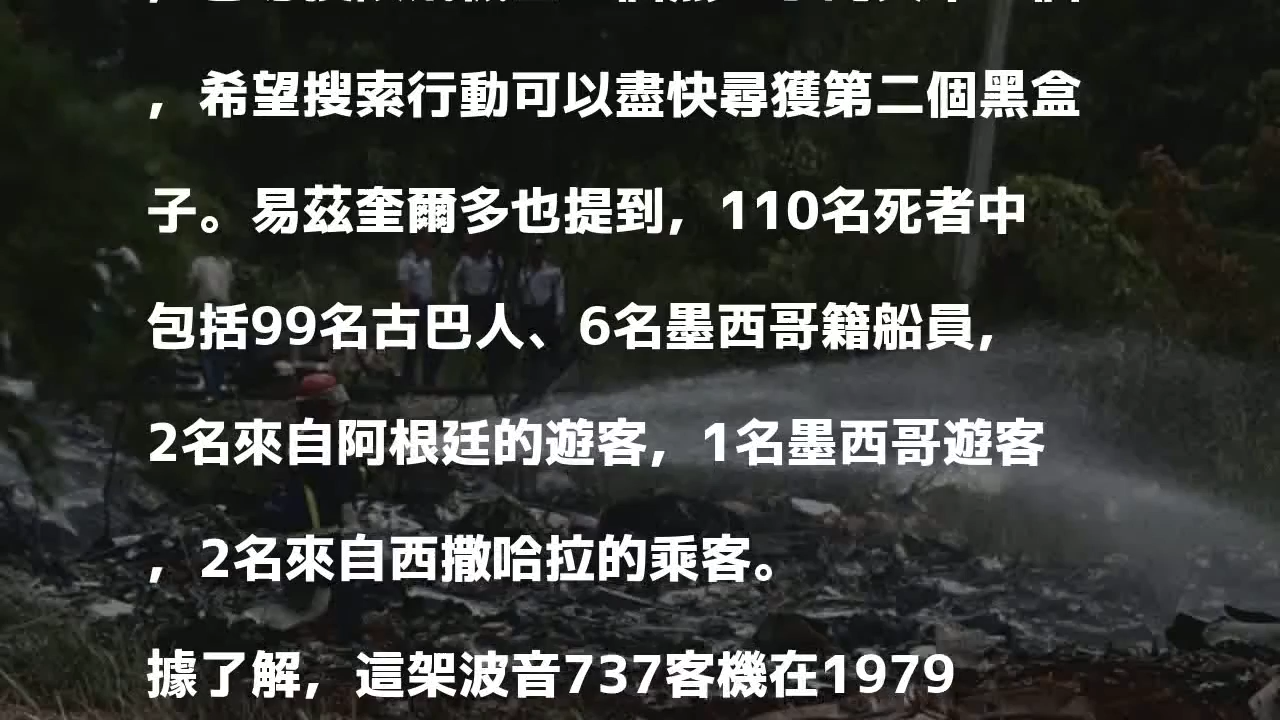 ，希望搜索行動可以盡快尋獲第二個黑盒
子。易茲奎爾多也提到，110名死者中
包括99名古巴人、6名墨西哥籍船員，
2名來自阿根廷的遊客，1名墨西哥遊客
，2名來自西撒哈拉的乘客。
據了解，這架波音737客機在1979